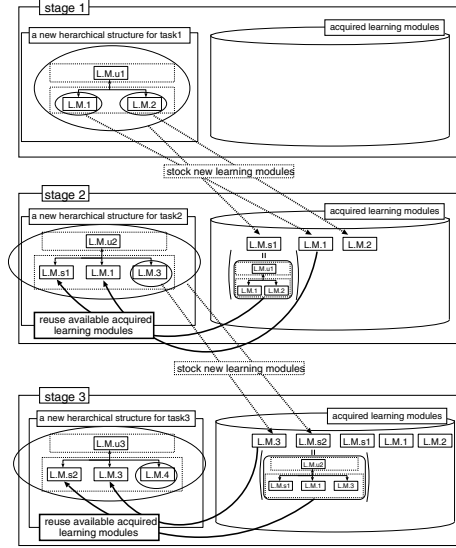 stage 1
acquired learning modules
a new herarchical structure for task1
L.M.u1
L.M.1 L.M.2
stock new learning modules
stage 2
acquired learning modules
a new herarchical structure for task2
L.M.u2
L.M.s1 L.M.1 L.M.3
L.M.s1 L.M.1 L.M.2
=
L.M.u1
L.M.1 L.M.2
reuse available acquired
learning modules
stock new learning modules
stage 3
acquired learning modules
a new herarchical structure for task3
L.M.u3
L.M.s2 L.M.3 L.M.4
L.M.3 L.M.s2 L.M.s1 L.M.1 L.M.2
=
L.M.u2
L.M.s1 L.M.1 L.M.3
reuse available acquired
learning modules